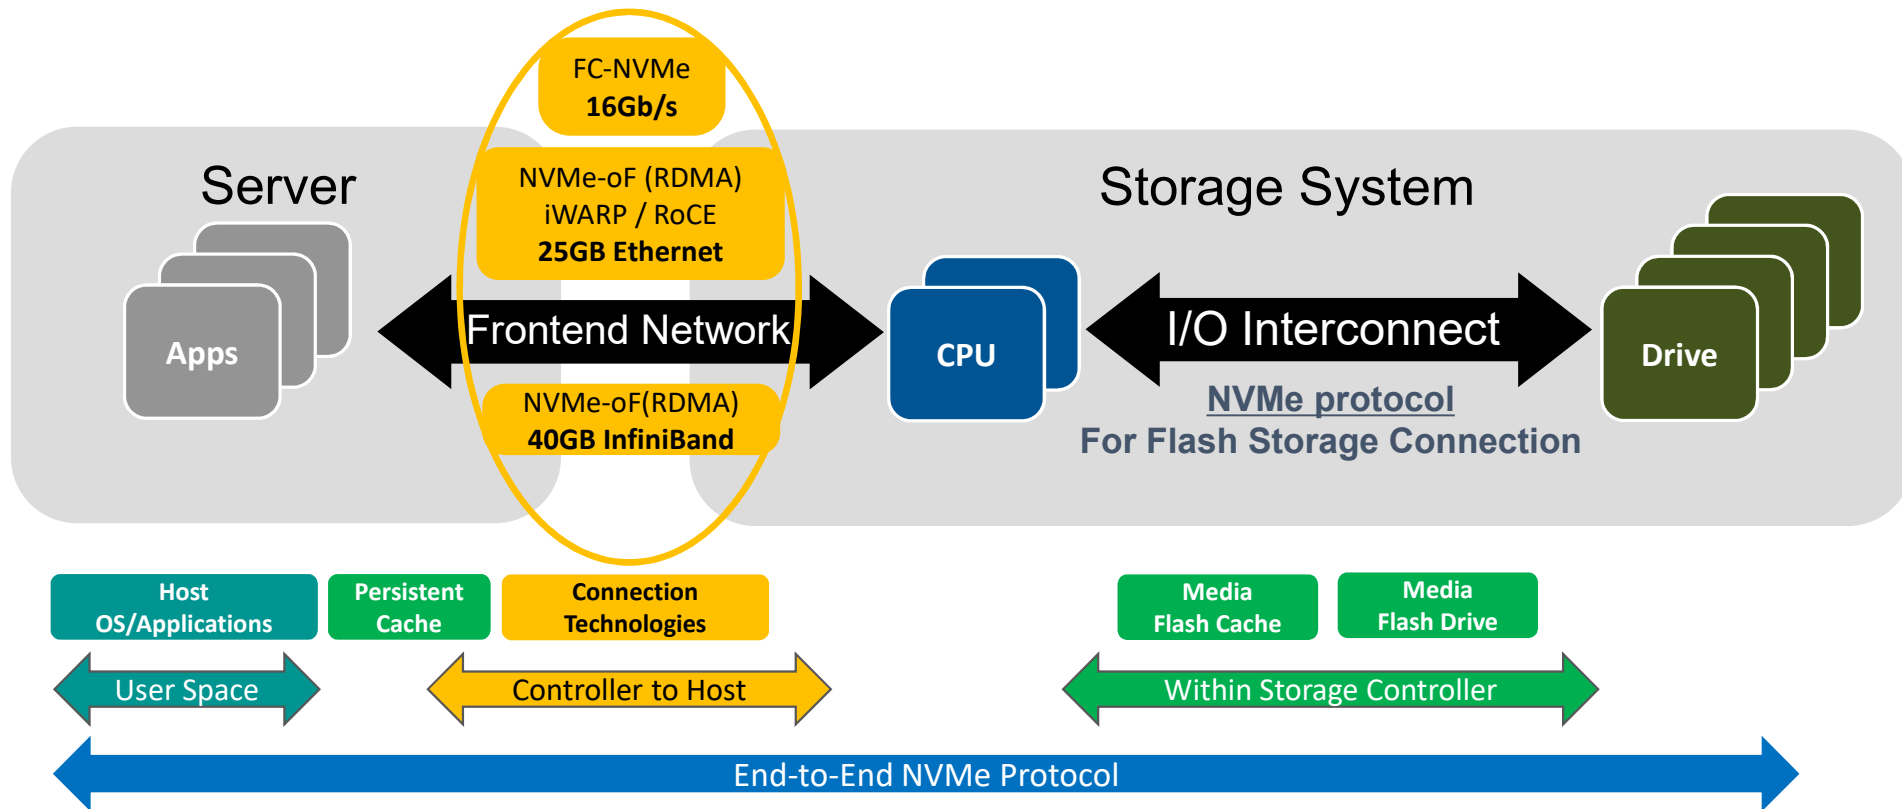 FC-NVMe
16Gb/s
Server
NVMe-oF (RDMA)
iWARP / RoCE
25GB Ethernet
Storage System
Apps
Frontend Network
CPU
I/O Interconnect
Drive
NVMe-oF(RDMA)
40GB InfiniBand
NVMe protocol
For Flash Storage Connection
Host
OS/Applications
Persistent
Cache
Connection
Technologies
Media
Flash Cache
Media
Flash Drive
User Space
Controller to Host
Within Storage Controller
End-to-End NVMe Protocol